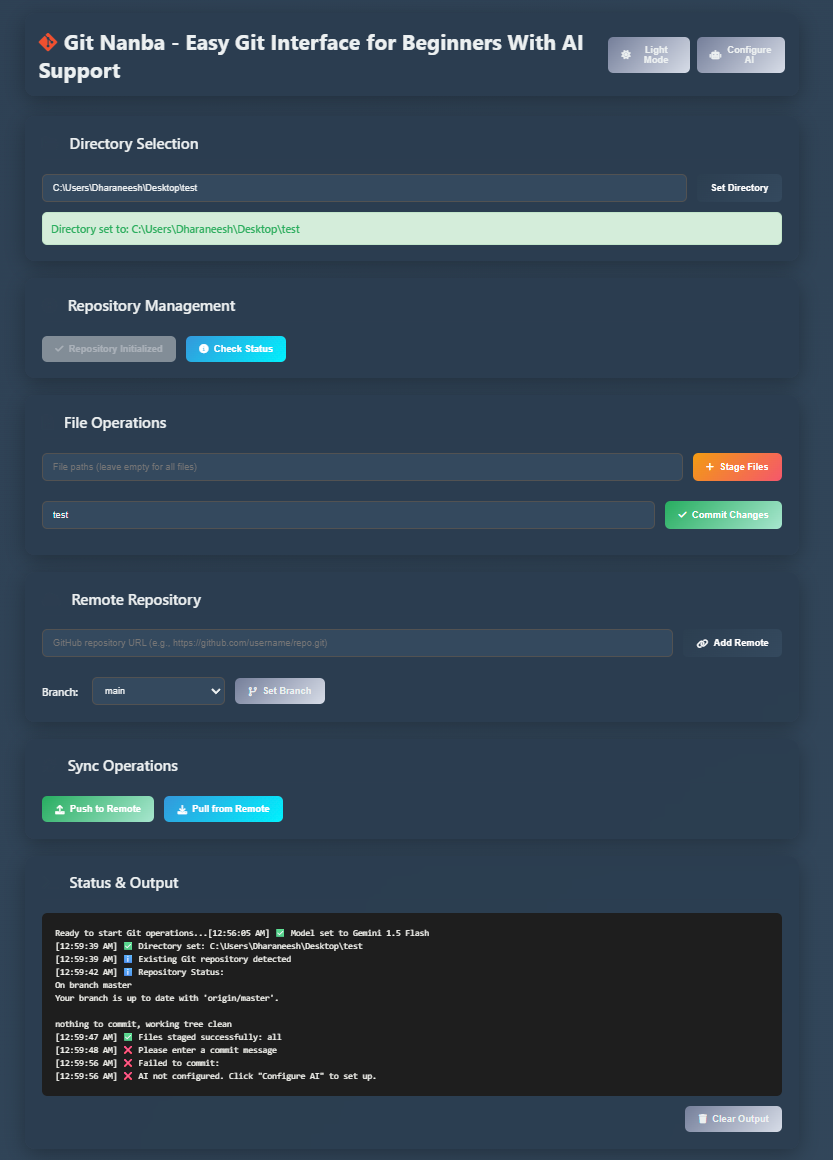 Git Nanba - Easy Git Interface for Beginners With AI
Support
Light
Mode
Configure
AI
Directory Selection
C:\Users\Dharaneesh\Desktop\test
Set Directory
Directory set to: C:\Users\Dharaneesh\Desktop\test
Repository Management
Repository Initialized
Check Status
File Operations
File paths (leave empty for all files)
Stage Files
test
Commit Changes
Remote Repository
GitHub repository URL (e.g., https://github.com/username/repo.git)
Add Remote
Branch:
main
Set Branch
Sync Operations
Push to Remote
Pull from Remote
Status & Output
Ready to start Git operations...[12:56:05 AM] ✅ Model set to Gemini 1.5 Flash
[12:59:39 AM] ✅ Directory set: C:\Users\Dharaneesh\Desktop\test
[12:59:39 AM] ℹ️ Existing Git repository detected
[12:59:42 AM] ℹ️ Repository Status:
On branch master
Your branch is up to date with 'origin/master'.
nothing to commit, working tree clean
[12:59:47 AM] ✅ Files staged successfully: all
[12:59:48 AM] ❌ Please enter a commit message
[12:59:56 AM] ❌ Failed to commit:
[12:59:56 AM] ❌ AI not configured. Click "Configure AI" to set up.
Clear Output